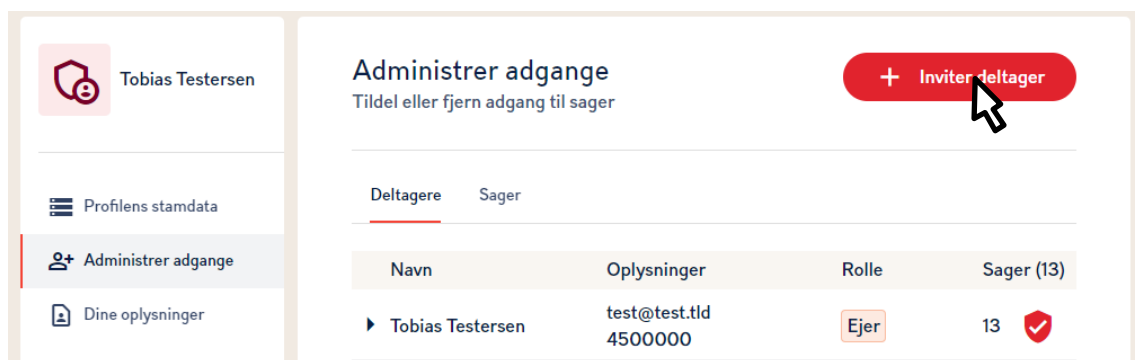 Tobias Testersen
Profilens stamdata
Administrer adgange
Dine oplysninger
Administrer adgange
Tildel eller fjern adgang til sager
+ Inviter deltager
Deltagere Sager
Navn Oplysninger Rolle Sager (13)
Tobias Testersen test@test.tld Ejer 13
4500000